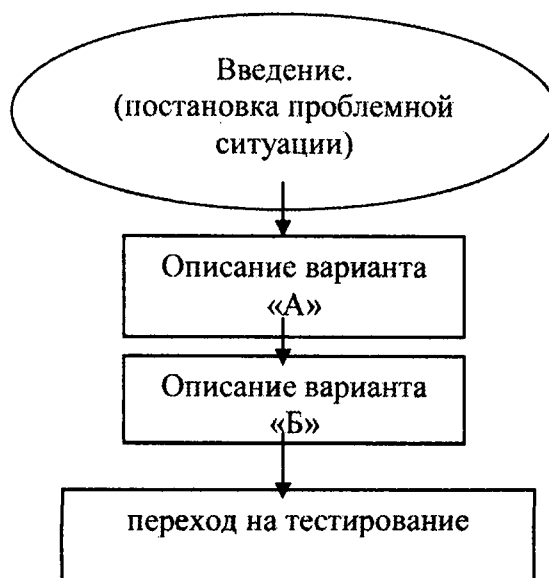 Введение.
(постановка проблемной
ситуации)
Описание варианта
«А»
Описание варианта
«Б»
переход на тестирование